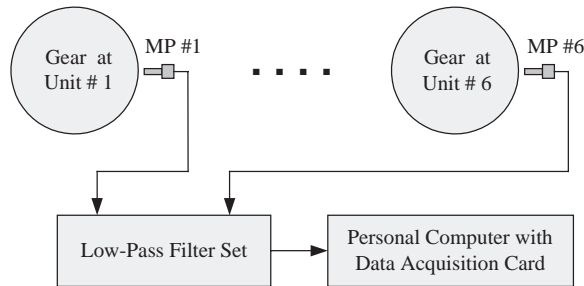 Gear at
Unit # 1
MP #1
Gear at
Unit # 6
MP #6
Low-Pass Filter Set
Personal Computer with
Data Acquisition Card